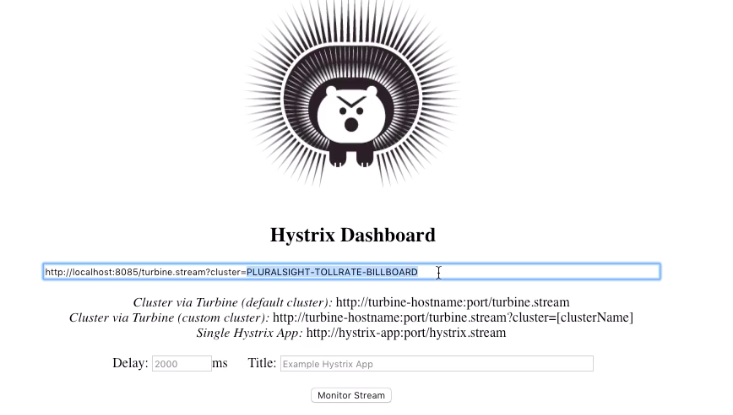 Hystrix Dashboard
http://localhost:8085/turbine.stream?cluster=PLURALSIGHT-TOLLRATE-BILLBOARD
Cluster via Turbine (default cluster): http://turbine-hostname:port/turbine.stream
Cluster via Turbine (custom cluster): http://turbine-hostname:port/turbine.stream?cluster=[clusterName]
Single Hystrix App: http://hystrix-app:port/hystrix.stream
Delay: 2000 ms Title: Example Hystrix App
Monitor Stream